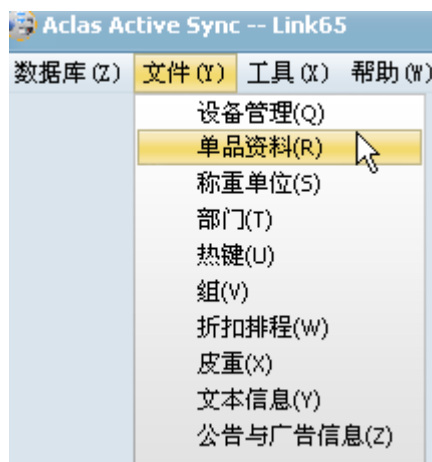 Aclas Active Sync -- Link65
数据库(Z) 文件(Y) 工具(X) 帮助(W)
设备管理(Q)
单品资料(R)
称重单位(S)
部门(T)
热键(U)
组(V)
折扣排程(W)
皮重(X)
文本信息(Y)
公告与广告信息(Z)